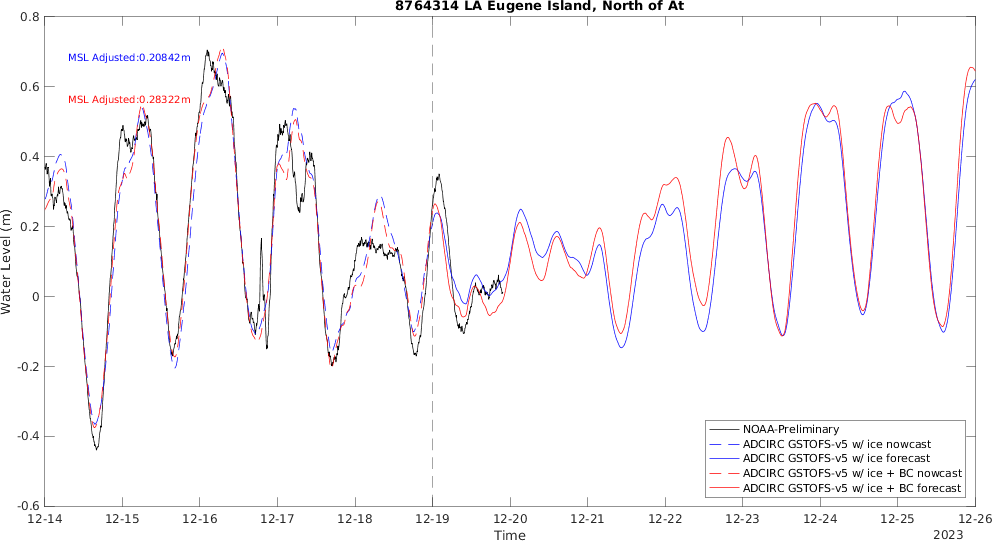 8764314 LA Eugene Island, North of At
MSL Adjusted:0.20842m
MSL Adjusted:0.28322m
Water Level (m)
0.8
0.6
0.4
0.2
0
-0.2
-0.4
-0.6
NOAA-Preliminary
ADCIRC GSTOFS-v5 w/ ice nowcast
ADCIRC GSTOFS-v5 w/ ice forecast
ADCIRC GSTOFS-v5 w/ ice + BC nowcast
ADCIRC GSTOFS-v5 w/ ice + BC forecast
12-14 12-15 12-16 12-17 12-18 12-19 12-20 12-21 12-22 12-23 12-24 12-25 12-26
Time
2023